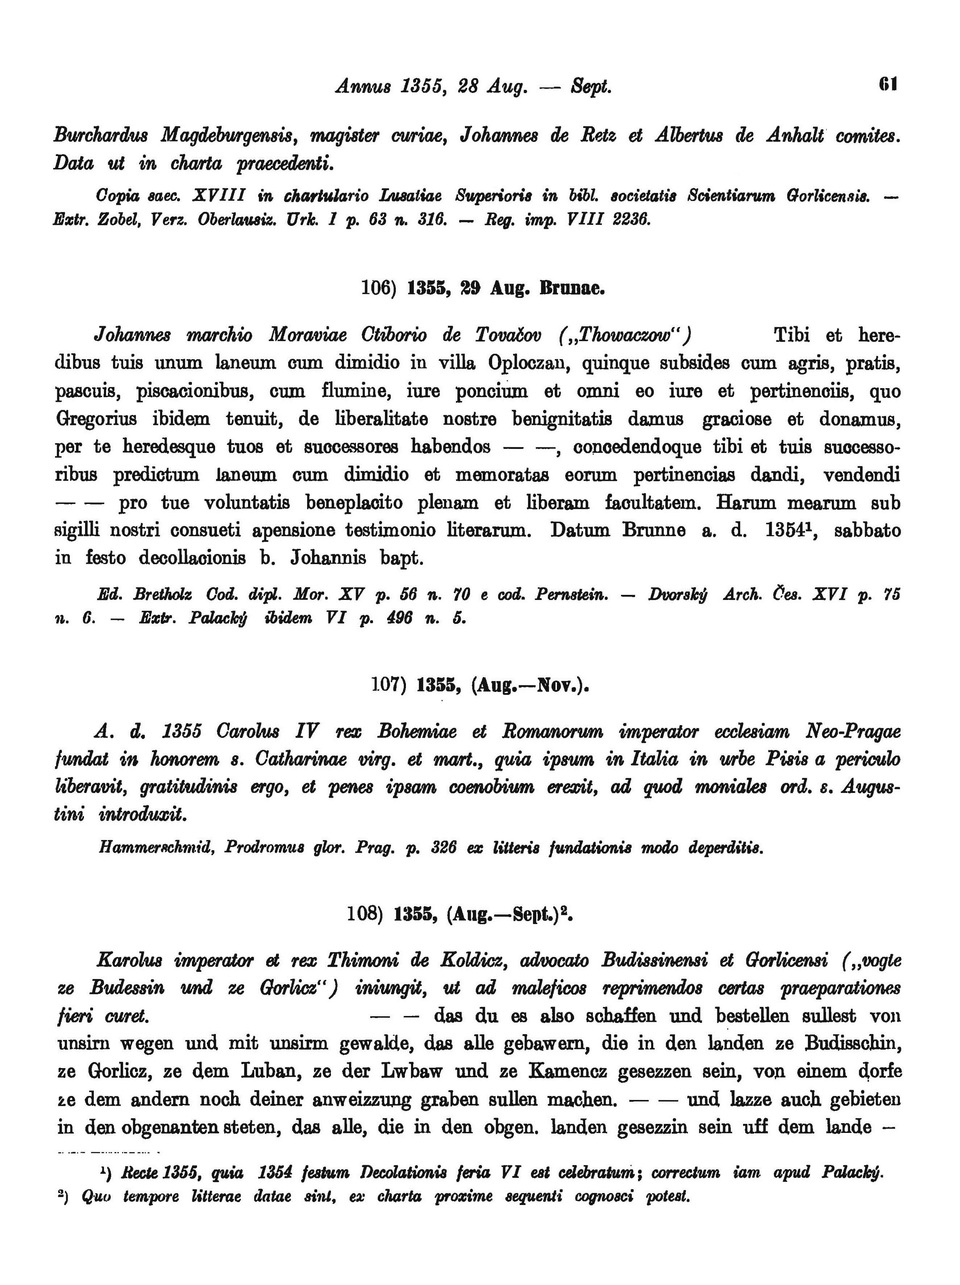 Annus 1355, 28 Aug. — Sept. 61
Burchardus Magdeburgensis, magister curiae, Johannes de Retz et Albertus de Anhalt comites.
Data ut in charta praecedenti.
Copia saec. XVIII in chartulario Lusatiae Superioris in bibl. societatis Scientiarum Gorlicensis. —
Extr. Zobel, Verz. Oberlausiz. Urk. I p. 63 n. 316. — Reg. imp. VIII 2236.
106) 1355, 29 Aug. Brunae.
Johannes marchio Moraviae Ctiborio de Tovačov („Thowaczow“) Tibi et here-
dibus tuis unum laneum cum dimidio in villa Oploczan, quinque subsides cum agris, pratis,
pascuis, piscacionibus, cum flumine, iure poncium et omni eo iure et pertinenciis, quo
Gregorius ibidem tenuit, de liberalitate nostre benignitatis damus graciose et donamus,
per te heredesque tuos et successores habendos — —, concedendoque tibi et tuis successo-
ribus predictum laneum cum dimidio et memoratas eorum pertinencias dandi, vendendi
— — pro tue voluntatis beneplacito plenam et liberam facultatem. Harum mearum sub
sigilli nostri consueti apensione testimonio literarum. Datum Brunne a. d. 1354¹, sabbato
in festo decollacionis b. Johannis bapt.
Ed. Bretholz Cod. dipl. Mor. XV p. 56 n. 70 e cod. Pernstein. — Dvorský Arch. Čes. XVI p. 75
n. 6. — Extr. Palacký ibidem VI p. 496 n. 5.
107) 1355, (Aug.—Nov.).
A. d. 1355 Carolus IV rex Bohemiae et Romanorum imperator ecclesiam Neo-Pragae
fundat in honorem s. Catharinae virg. et mart., quia ipsum in Italia in urbe Pisis a periculo
liberavit, gratitudinis ergo, et penes ipsam coenobium erexit, ad quod moniales ord. s. Augus-
tini introduxit.
Hammerschmid, Prodromus glor. Prag. p. 326 ex litteris fundationis modo deperditis.
108) 1355, (Aug.—Sept.)².
Karolus imperator et rex Thimoni de Koldicz, advocato Budissinensi et Gorlicensi („vogte
ze Budessin und ze Gorlicz“) iniungit, ut ad maleficos reprimendos certas praeparationes
fieri curet. — — das du es also schaffen und bestellen sullest von
unsirn wegen und mit unsirm gewalde, das alle gebawern, die in den landen ze Budisschin,
ze Gorlicz, ze dem Luban, ze der Lwbaw und ze Kamencz gesezzen sein, von einem dorfe
ze dem andern noch deiner anweizzung graben sullen machen. — — und lazze auch gebieten
in den obgenanten steten, das alle, die in den obgen. landen gesezzin sein uff dem lande —
¹) Recte 1355, quia 1354 festum Decolationis feria VI est celebratum; correctum iam apud Palacký.
²) Quo tempore litterae datae sint, ex charta proxime sequenti cognosci potest.